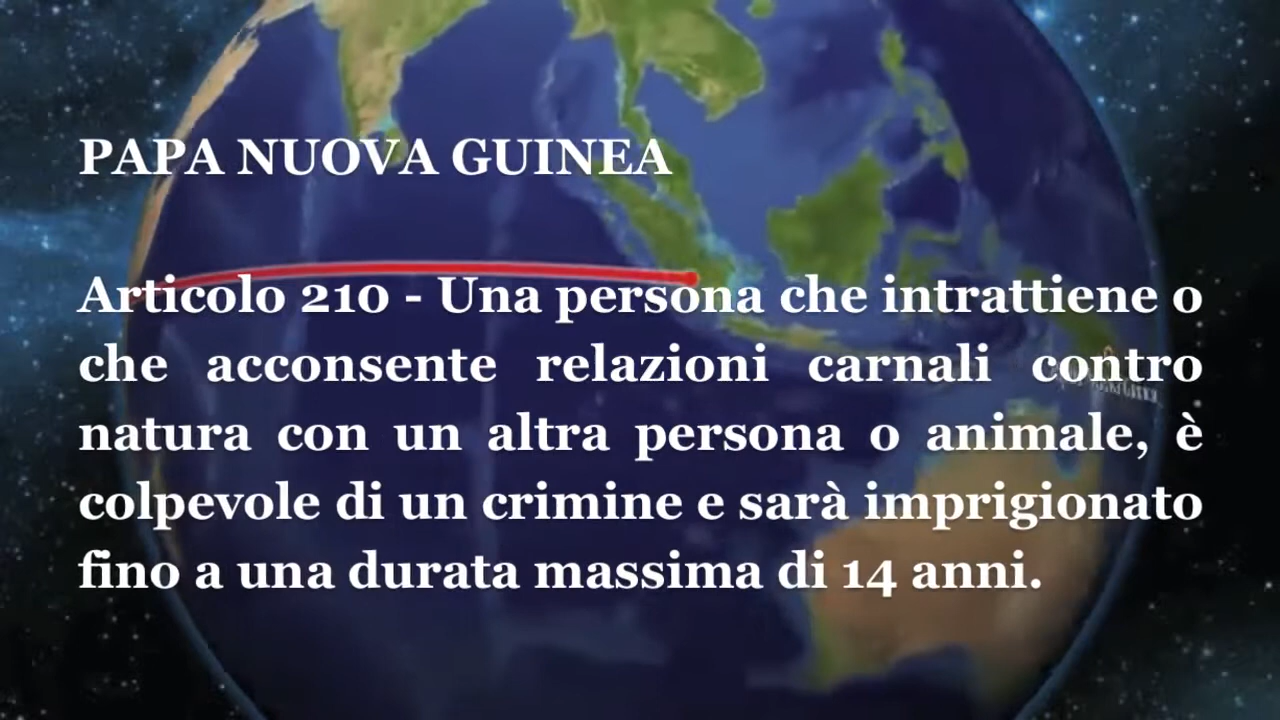 PAPA NUOVA GUINEA
Articolo 210 - Una persona che intrattiene o
che acconsente relazioni carnali contro
natura con un altra persona o animale, è
colpevole di un crimine e sarà imprigionato
fino a una durata massima di 14 anni.